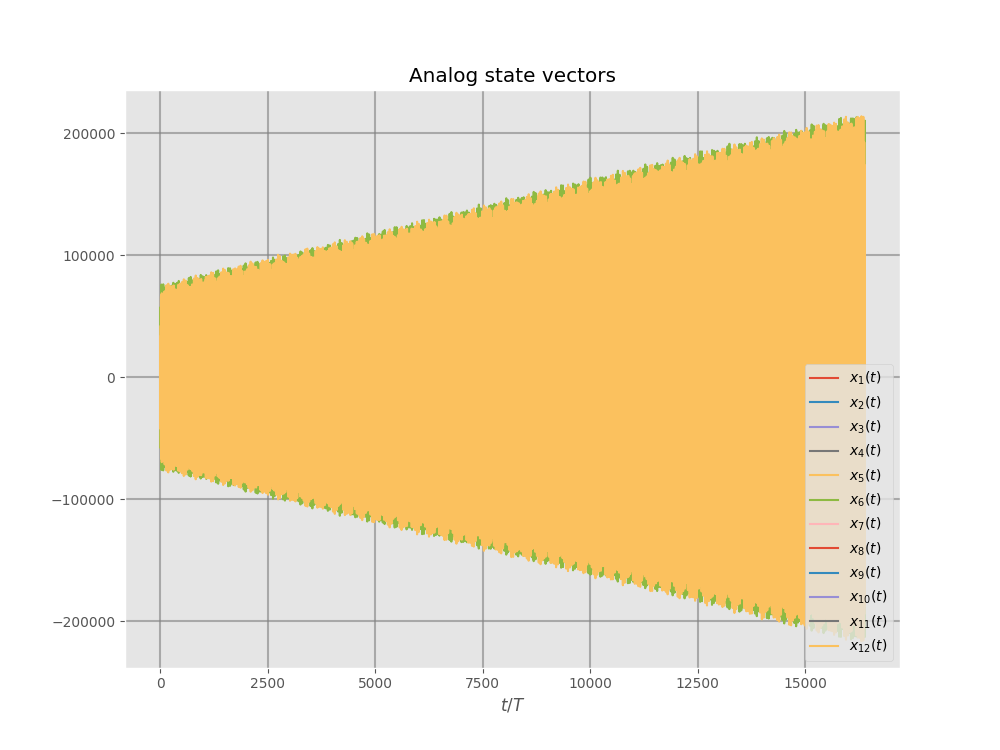 Analog state vectors
200000
100000
0
−100000
−200000
0 2500 5000 7500 10000 12500 15000
t/T
x₁(t)
x₂(t)
x₃(t)
x₄(t)
x₅(t)
x₆(t)
x₇(t)
x₈(t)
x₉(t)
x₁₀(t)
x₁₁(t)
x₁₂(t)